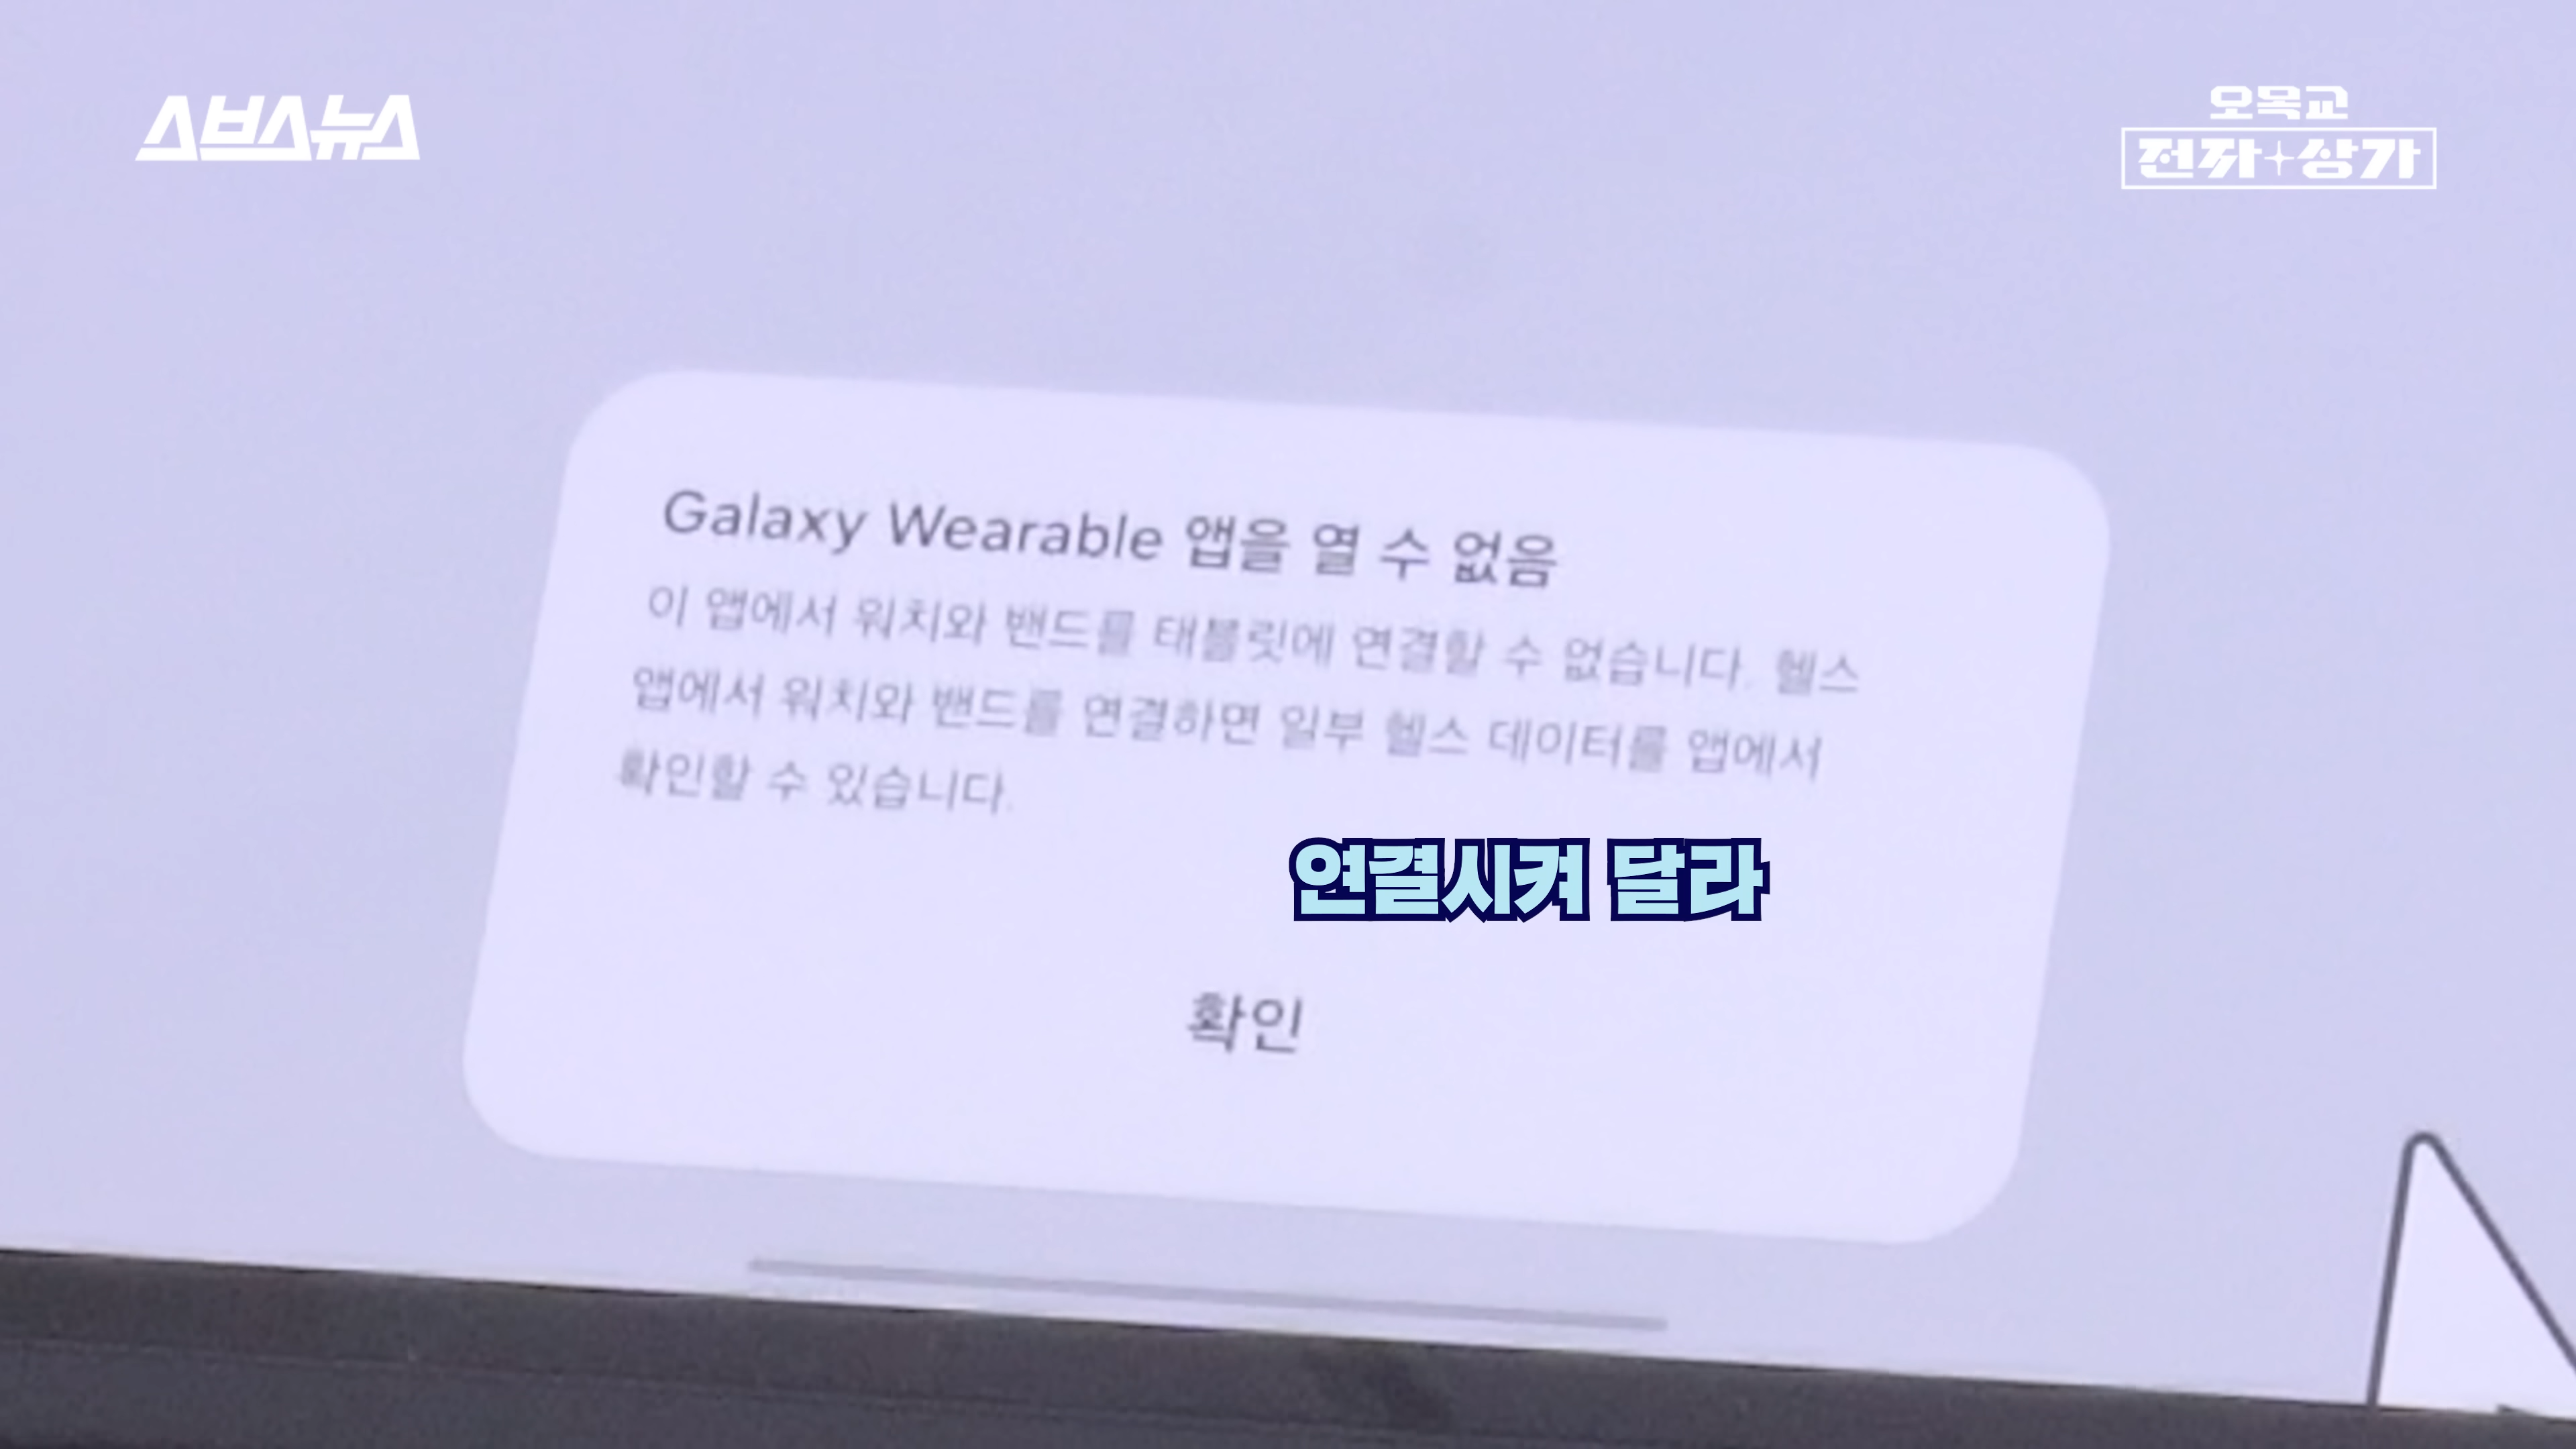 스브스뉴스
오목교
전자상가
Galaxy Wearable 앱을 열 수 없음
이 앱에서 워치와 밴드를 태블릿에 연결할 수 없습니다. 헬스
앱에서 워치와 밴드를 연결하면 일부 헬스 데이터를 앱에서
확인할 수 있습니다.
연결시켜 달라
확인